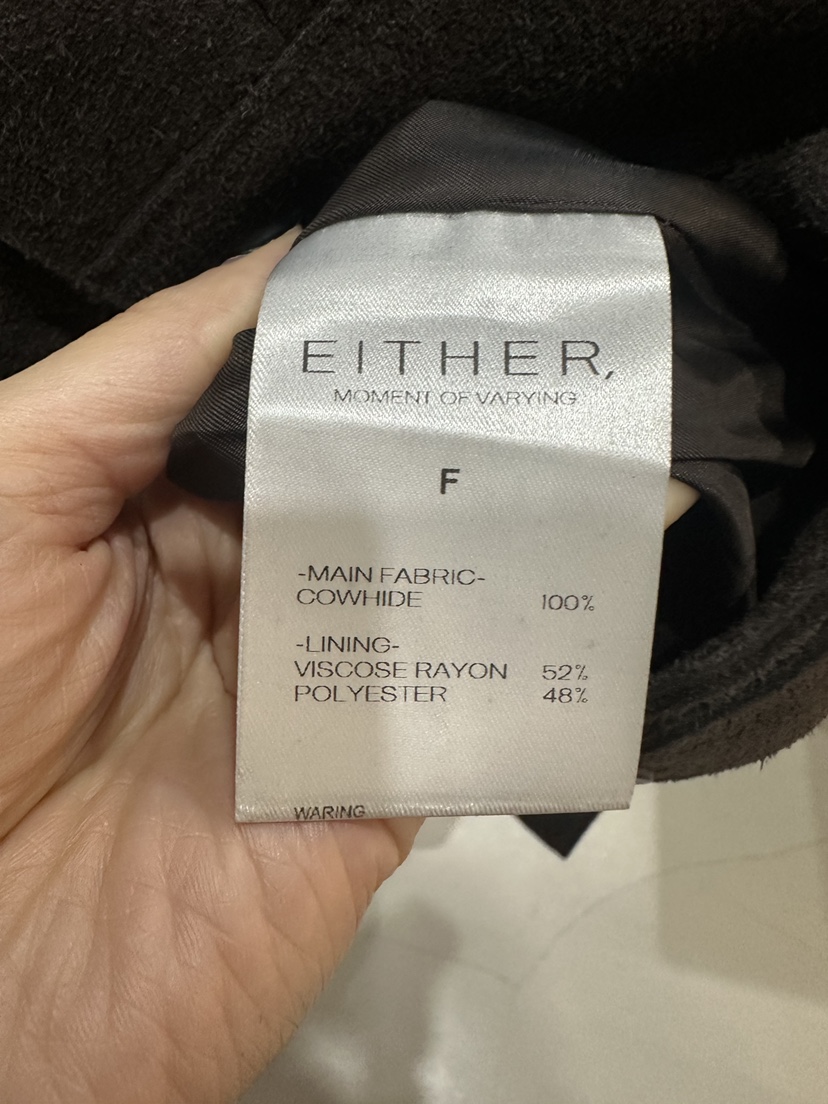 EITHER,
MOMENT OF VARYING
F
-MAIN FABRIC-
COWHIDE 100%
-LINING-
VISCOSE RAYON 52%
POLYESTER 48%
WARING